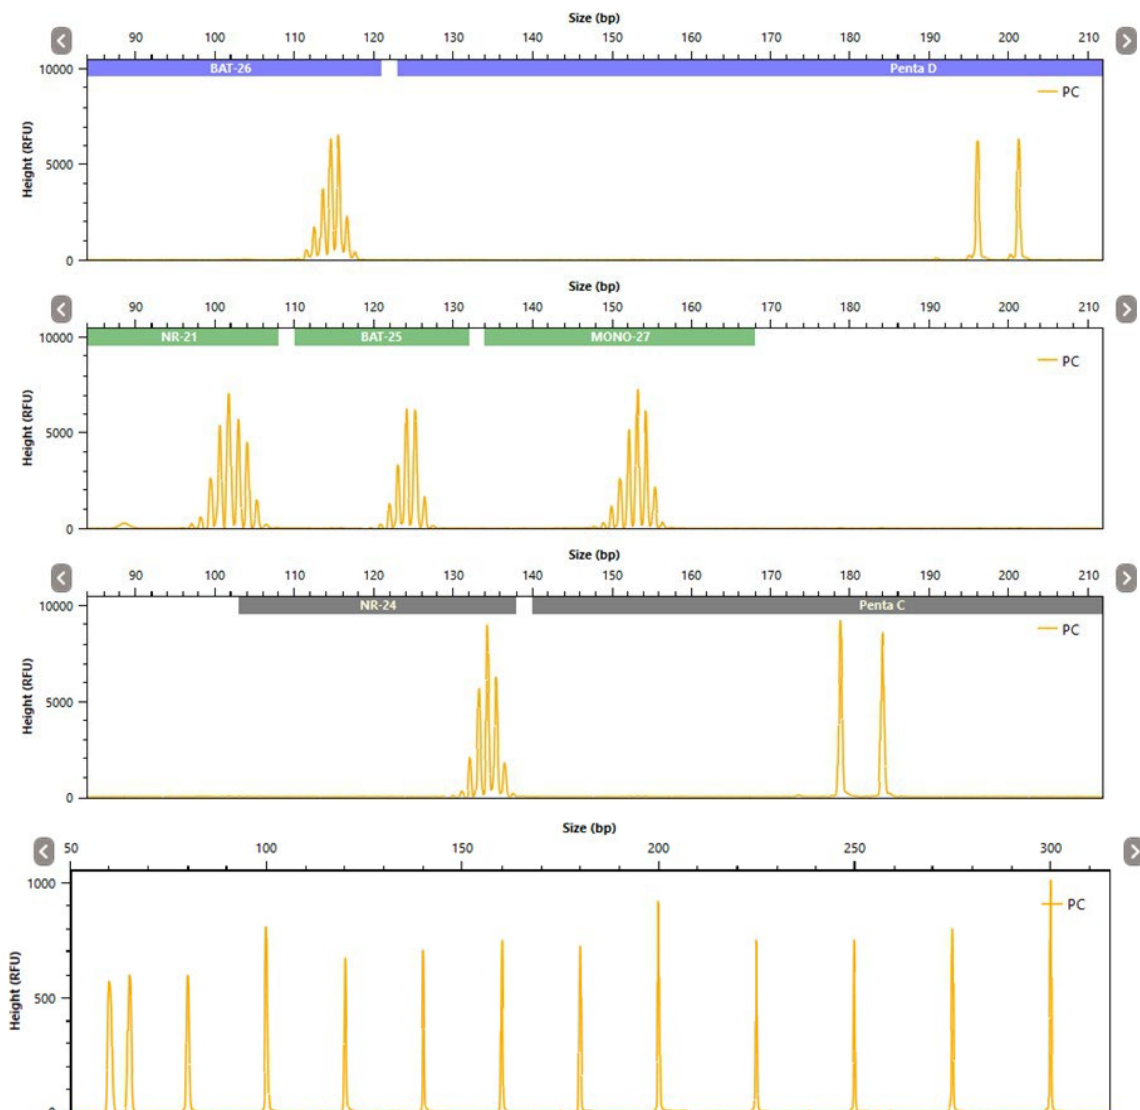 Size (bp)
90 100 110 120 130 140 150 160 170 180 190 200 210
10000 BAT-26 Penta D
PC
Height (RFU)
5000
0
Size (bp)
90 100 110 120 130 140 150 160 170 180 190 200 210
10000 NR-21 BAT-25 MONO-27
PC
Height (RFU)
5000
0
Size (bp)
90 100 110 120 130 140 150 160 170 180 190 200 210
10000 NR-24 Penta C
PC
Height (RFU)
5000
0
Size (bp)
50 100 150 200 250 300
1000
PC
Height (RFU)
500
0